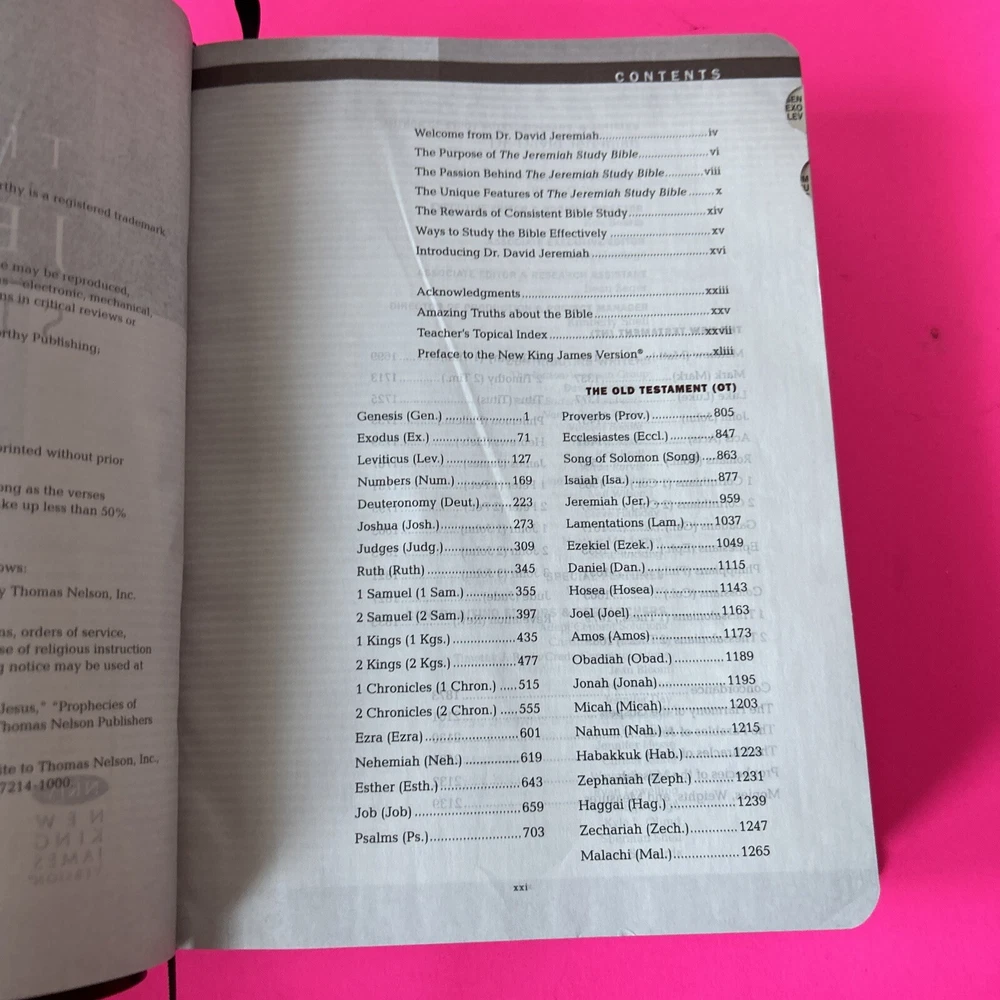 rthy is a registered trademark
e may be reproduced,
ns—electronic, mechanical,
ns in critical reviews or
rthy Publishing;
rinted without prior
ong as the verses
ke up less than 50%
ows:
y Thomas Nelson, Inc.
ns, orders of service,
se of religious instruction
g notice may be used at
Jesus," "Prophecies of
Thomas Nelson Publishers
ite to Thomas Nelson, Inc.,
7214-1000.
CONTENTS
GEN
EXO
LEV
Welcome from Dr. David Jeremiah...iv
The Purpose of The Jeremiah Study Bible...vi
The Passion Behind The Jeremiah Study Bible...viii
The Unique Features of The Jeremiah Study Bible...x
The Rewards of Consistent Bible Study...xiv
Ways to Study the Bible Effectively...xv
Introducing Dr. David Jeremiah...xvi
Acknowledgments...xxiii
Amazing Truths about the Bible...xxv
Teacher's Topical Index...xxvii
Preface to the New King James Version®...xliii
THE OLD TESTAMENT (OT)
Genesis (Gen.)...1
Exodus (Ex.)...71
Leviticus (Lev.)...127
Numbers (Num.)...169
Deuteronomy (Deut.)...223
Joshua (Josh.)...273
Judges (Judg.)...309
Ruth (Ruth)...345
1 Samuel (1 Sam.)...355
2 Samuel (2 Sam.)...397
1 Kings (1 Kgs.)...435
2 Kings (2 Kgs.)...477
1 Chronicles (1 Chron.)...515
2 Chronicles (2 Chron.)...555
Ezra (Ezra)...601
Nehemiah (Neh.)...619
Esther (Esth.)...643
Job (Job)...659
Psalms (Ps.)...703
Proverbs (Prov.)...805
Ecclesiastes (Eccl.)...847
Song of Solomon (Song)...863
Isaiah (Isa.)...877
Jeremiah (Jer.)...959
Lamentations (Lam.)...1037
Ezekiel (Ezek.)...1049
Daniel (Dan.)...1115
Hosea (Hosea)...1143
Joel (Joel)...1163
Amos (Amos)...1173
Obadiah (Obad.)...1189
Jonah (Jonah)...1195
Micah (Micah)...1203
Nahum (Nah.)...1215
Habakkuk (Hab.)...1223
Zephaniah (Zeph.)...1231
Haggai (Hag.)...1239
Zechariah (Zech.)...1247
Malachi (Mal.)...1265
xxi